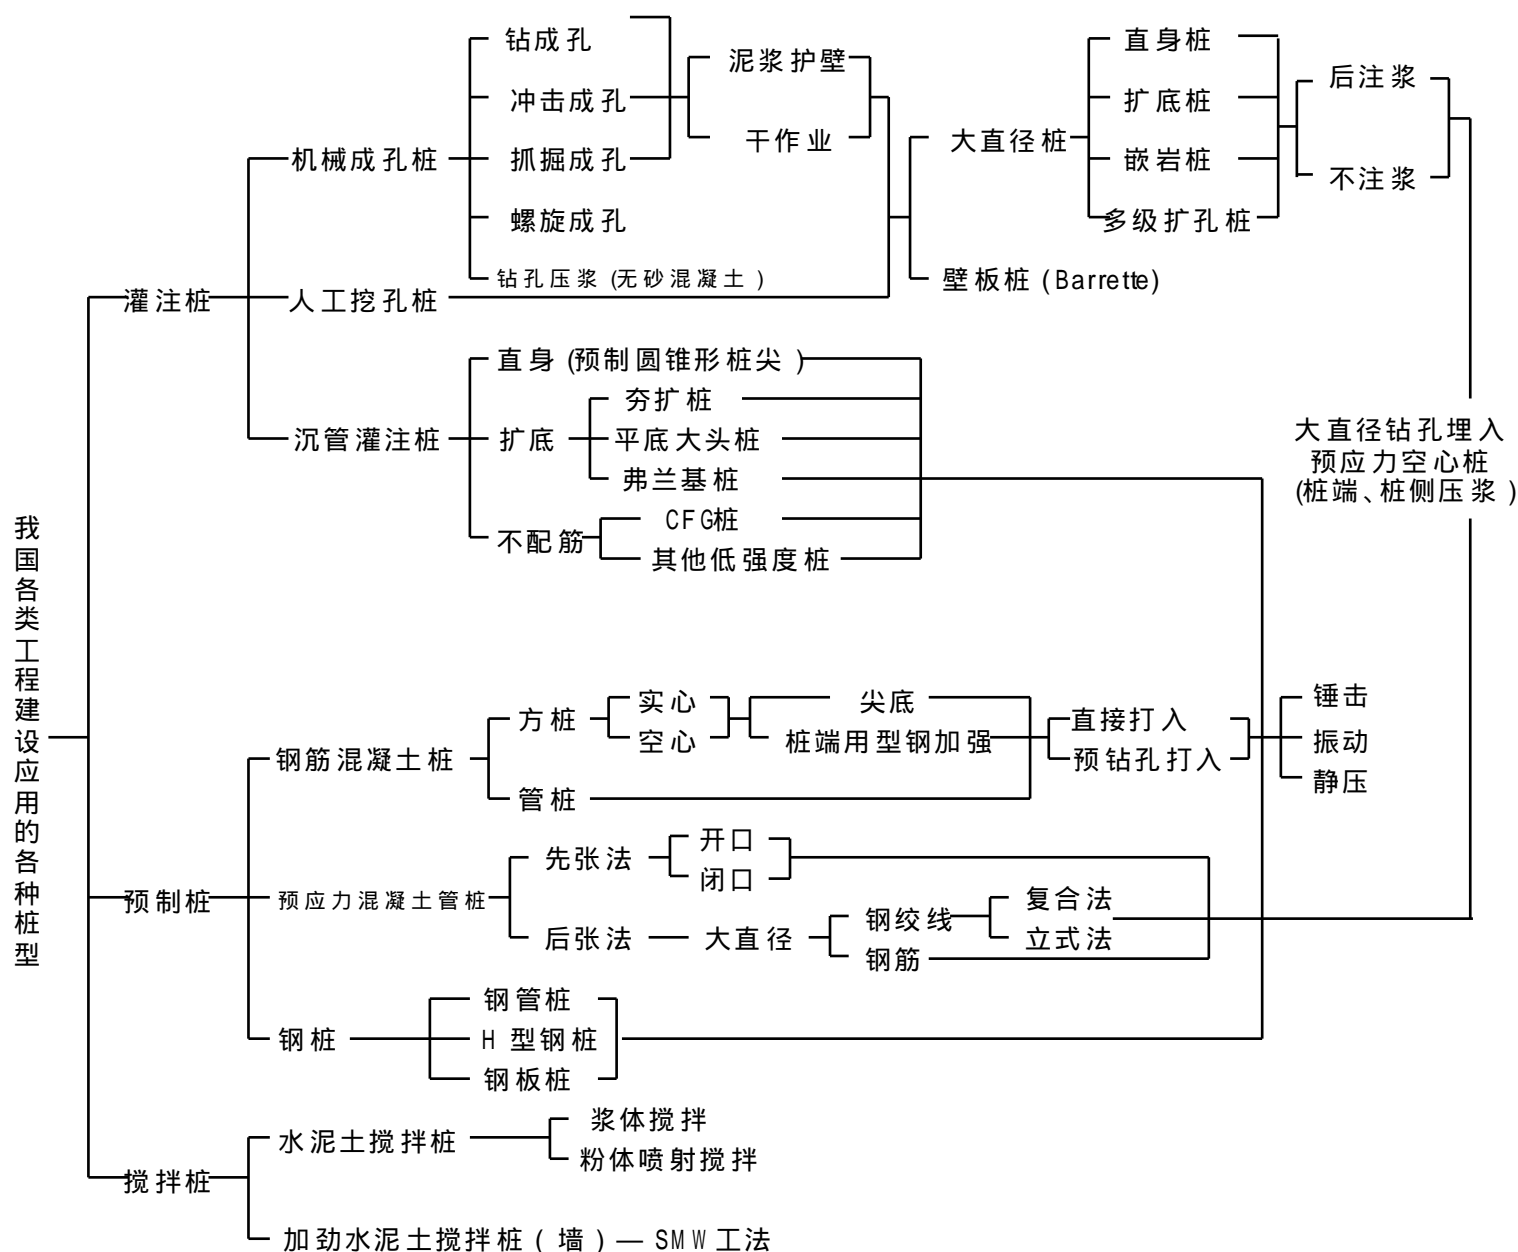 我国各类工程建设应用的各种桩型
灌注桩
机械成孔桩
钻成孔
冲击成孔
抓掘成孔
螺旋成孔
钻孔压浆 (无砂混凝土 )
泥浆护壁
干作业
大直径桩
直身桩
扩底桩
嵌岩桩
多级扩孔桩
后注浆
不注浆
壁板桩 (Barrette)
人工挖孔桩
沉管灌注桩
直身 (预制圆锥形桩尖 )
扩底
夯扩桩
平底大头桩
弗兰基桩
不配筋
CFG桩
其他低强度桩
大直径钻孔埋入
预应力空心桩
(桩端、桩侧压浆 )
预制桩
钢筋混凝土桩
方桩
实心
空心
尖底
桩端用型钢加强
管桩
直接打入
预钻孔打入
锤击
振动
静压
预应力混凝土管桩
先张法
开口
闭口
后张法
大直径
钢绞线
钢筋
复合法
立式法
钢桩
钢管桩
H 型钢桩
钢板桩
搅拌桩
水泥土搅拌桩
浆体搅拌
粉体喷射搅拌
加劲水泥土搅拌桩 ( 墙 ) — SMW 工法